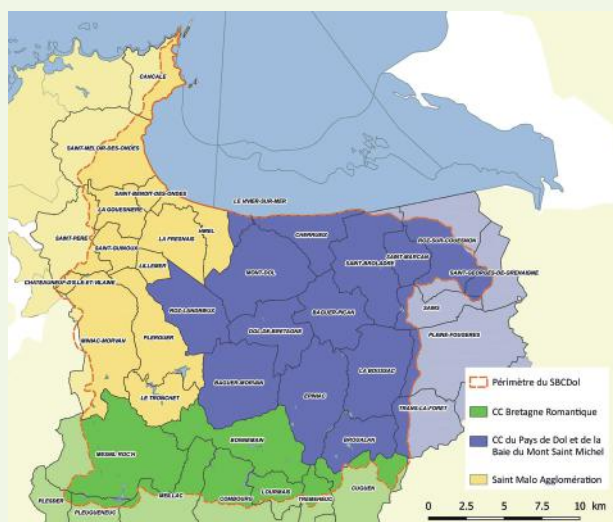 CANCALE
SAINT-MELOIR-DES-ONDES
SAINT-BENOIT-DES-ONDES
LE VIVIER-SUR-MER
LA GOUESNIERE
HIREL
CHERRUEIX
ROZ-SUR-COUESNON
SAINT-PERE
LA FRESNAIS
SAINT-GUINOUX
SAINT-MARCAN
SAINT-BROLADRE
LILLEMER
MONT-DOL
SAINT-GEORGES-DE-GREHAIGNE
CHATEAUNEUF-D'ILLE-ET-VILAINE
ROZ-LANDRIEUX
BAGUER-PICAN
SAINS
MINIAC-MORVAN
PLERGUER
DOL-DE-BRETAGNE
PLEINE-FOUGERES
LA BOUSSAC
BAGUER-MORVAN
EPINIAC
LE TRONCHET
TRANS-LA-FORET
BONNEMAIN
BROUALAN
MESNIL ROC'H
CUGUEN
PLESDER
MEILLAC
COMBOURG
LOURMAIS
TREMEHEUC
PLEUGUENEUC
Périmètre du SBCDol
CC Bretagne Romantique
CC du Pays de Dol et de la
Baie du Mont Saint Michel
Saint Malo Agglomération
0 2.5 5 7.5 10 km